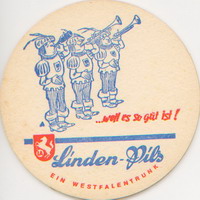 ...weil es so gut ist!
Linden-Pils
EIN WESTFALENTRUNK